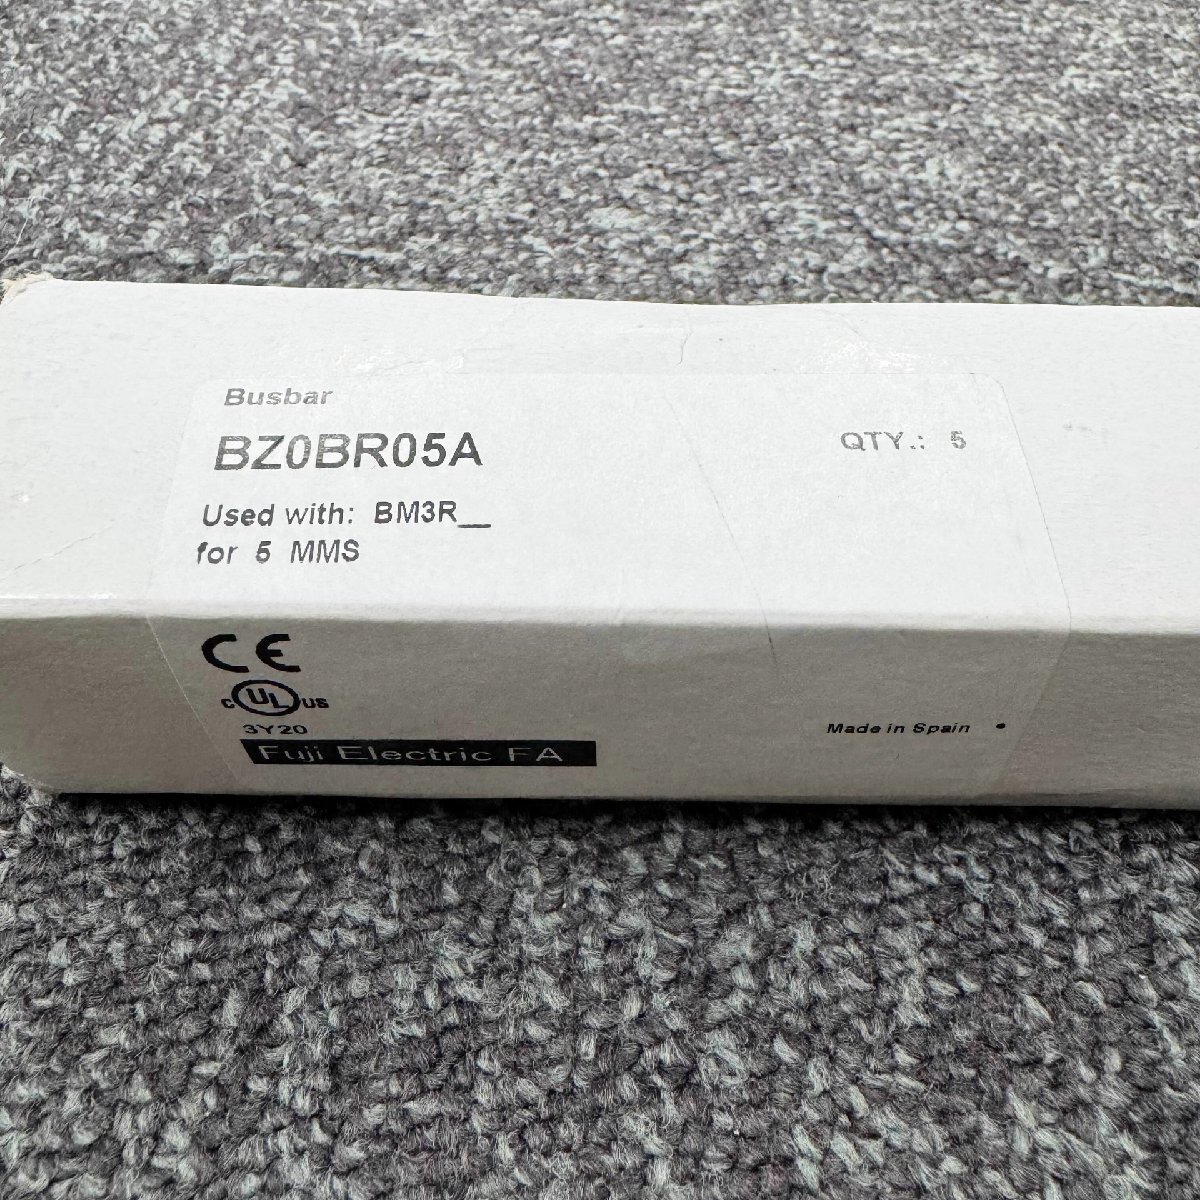 Busbar
BZ0BR05A
QTY.: 5
Used with: BM3R__
for 5 MMS
CE
c UL us
3Y20
Fuji Electric FA
Made in Spain